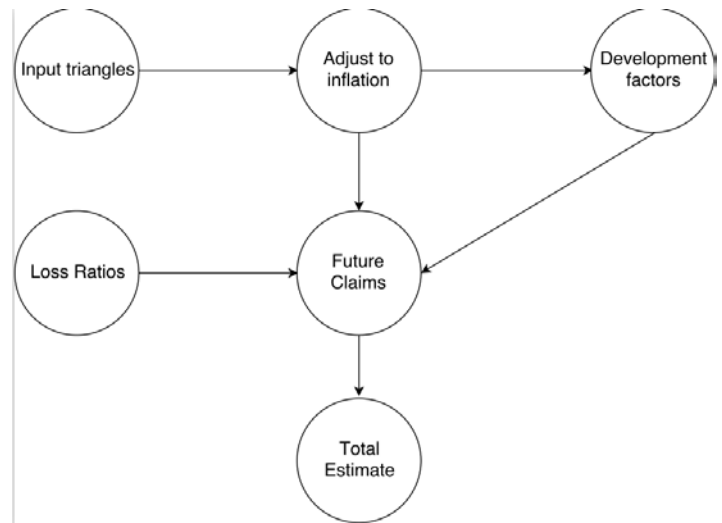 Input triangles
Adjust to
inflation
Development
factors
Loss Ratios
Future
Claims
Total
Estimate